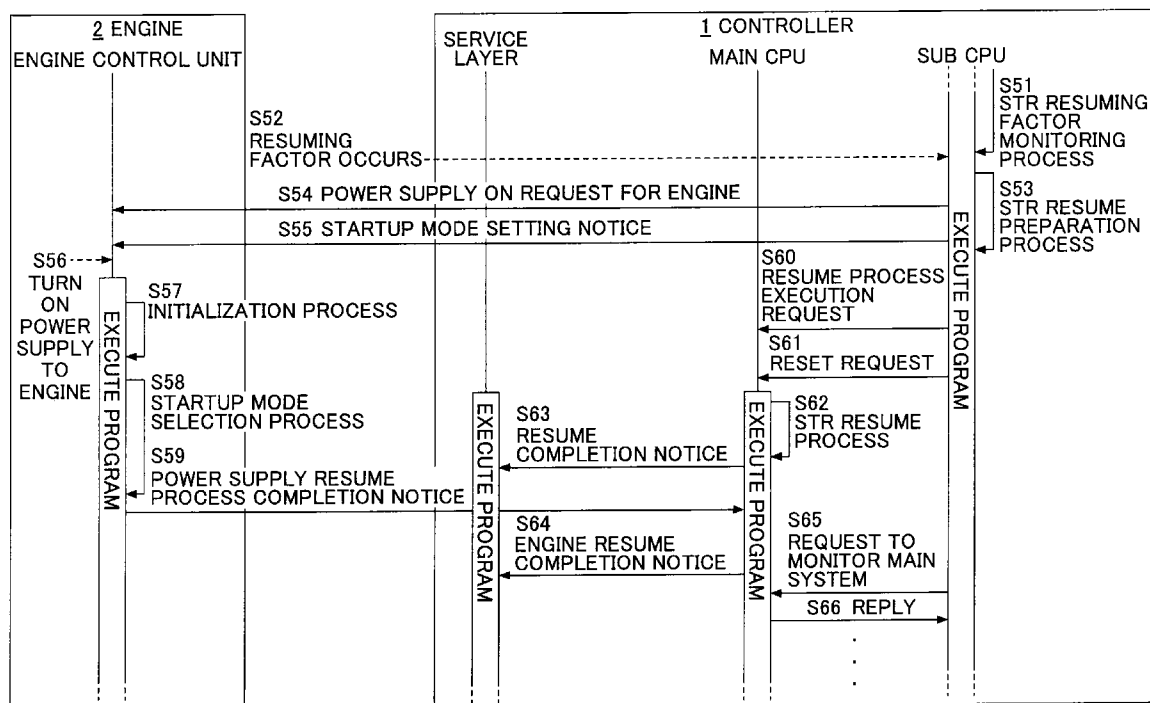 2 ENGINE
ENGINE CONTROL UNIT
1 CONTROLLER
SERVICE
LAYER
MAIN CPU
SUB CPU
S51
STR RESUMING
FACTOR
MONITORING
PROCESS
S52
RESUMING
FACTOR OCCURS
S53
STR RESUME
PREPARATION
PROCESS
S54 POWER SUPPLY ON REQUEST FOR ENGINE
S55 STARTUP MODE SETTING NOTICE
EXECUTE PROGRAM
S56
TURN
ON
POWER
SUPPLY
TO
ENGINE
EXECUTE PROGRAM
S57
INITIALIZATION PROCESS
S58
STARTUP MODE
SELECTION PROCESS
S59
POWER SUPPLY RESUME
PROCESS COMPLETION NOTICE
S60
RESUME PROCESS
EXECUTION
REQUEST
S61
RESET REQUEST
EXECUTE PROGRAM
EXECUTE PROGRAM
S62
STR RESUME
PROCESS
S63
RESUME
COMPLETION NOTICE
S64
ENGINE RESUME
COMPLETION NOTICE
S65
REQUEST TO
MONITOR MAIN
SYSTEM
S66 REPLY